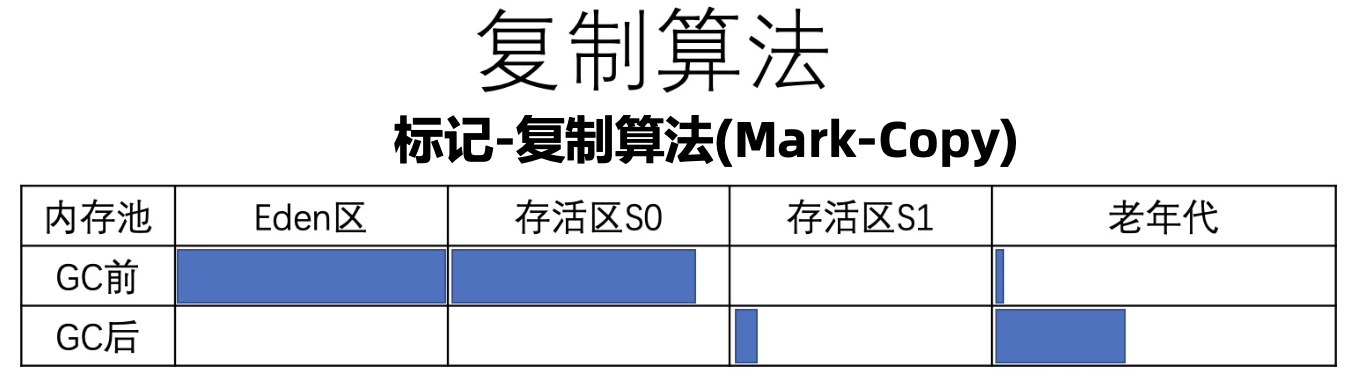 复制算法
标记-复制算法(Mark-Copy)
内存池 Eden区 存活区S0 存活区S1 老年代
GC前
GC后